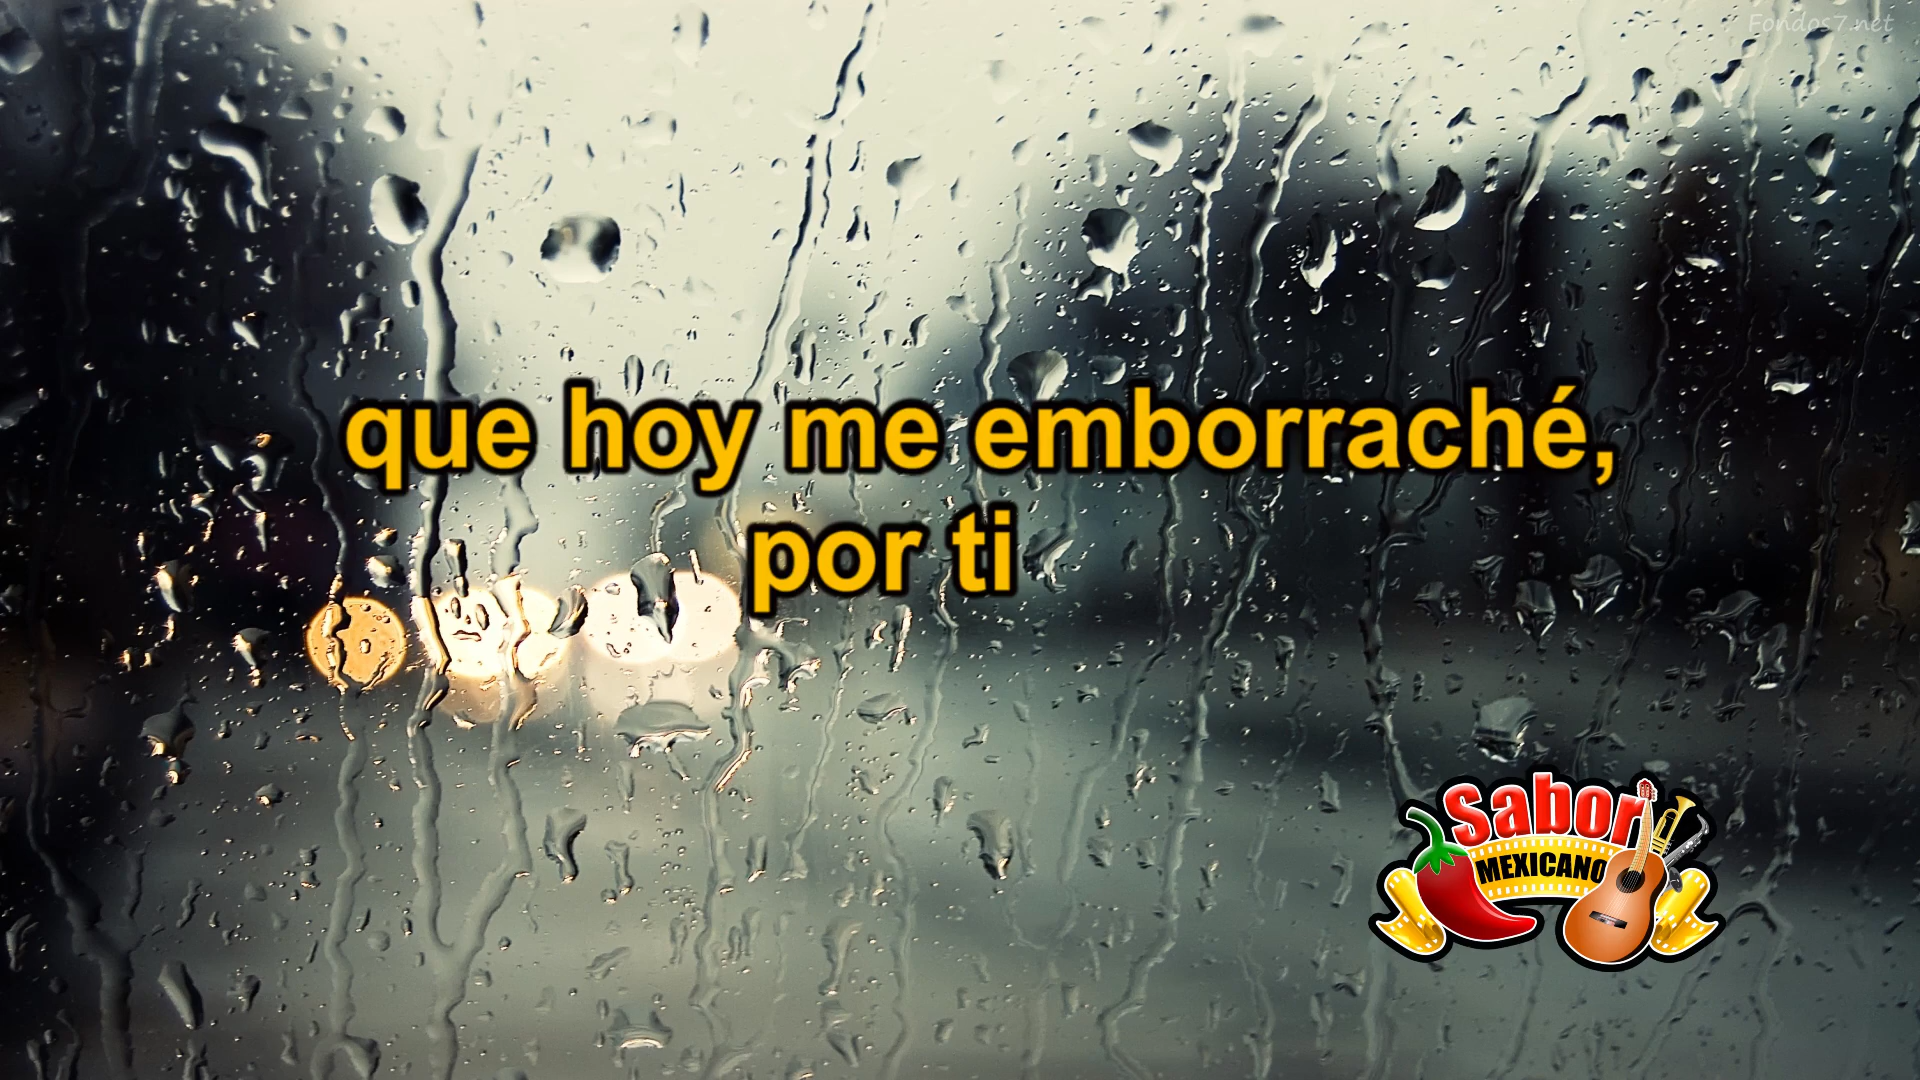 Fondos7.net
que hoy me emborraché,
por ti
Sabor
MEXICANO